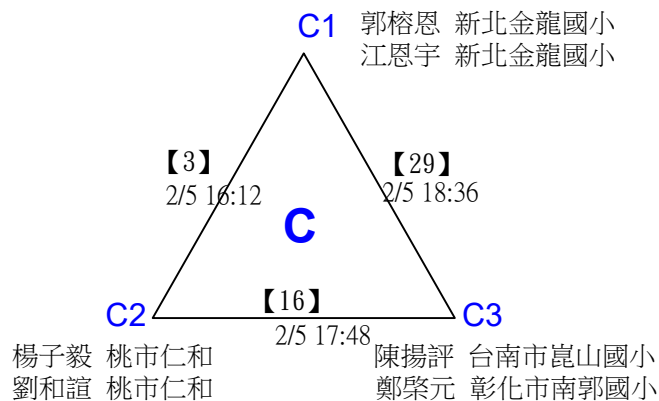 C1 郭榕恩 新北金龍國小
江恩宇 新北金龍國小
【3】 【29】
2/5 16:12 2/5 18:36
C
C2 【16】 C3
2/5 17:48
楊子毅 桃市仁和 陳揚評 台南市崑山國小
劉和誼 桃市仁和 鄭棨元 彰化市南郭國小